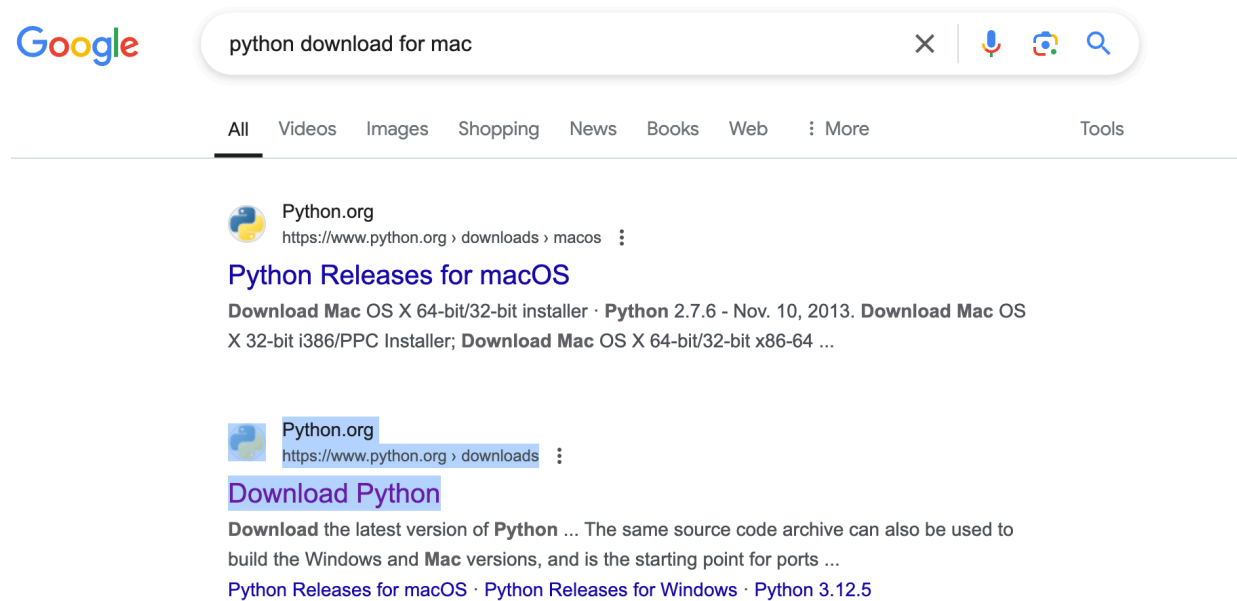 Google
python download for mac
All Videos Images Shopping News Books Web More Tools
Python.org
https://www.python.org › downloads › macos
Python Releases for macOS
Download Mac OS X 64-bit/32-bit installer · Python 2.7.6 - Nov. 10, 2013. Download Mac OS
X 32-bit i386/PPC Installer; Download Mac OS X 64-bit/32-bit x86-64 ...
Python.org
https://www.python.org › downloads
Download Python
Download the latest version of Python ... The same source code archive can also be used to
build the Windows and Mac versions, and is the starting point for ports ...
Python Releases for macOS · Python Releases for Windows · Python 3.12.5